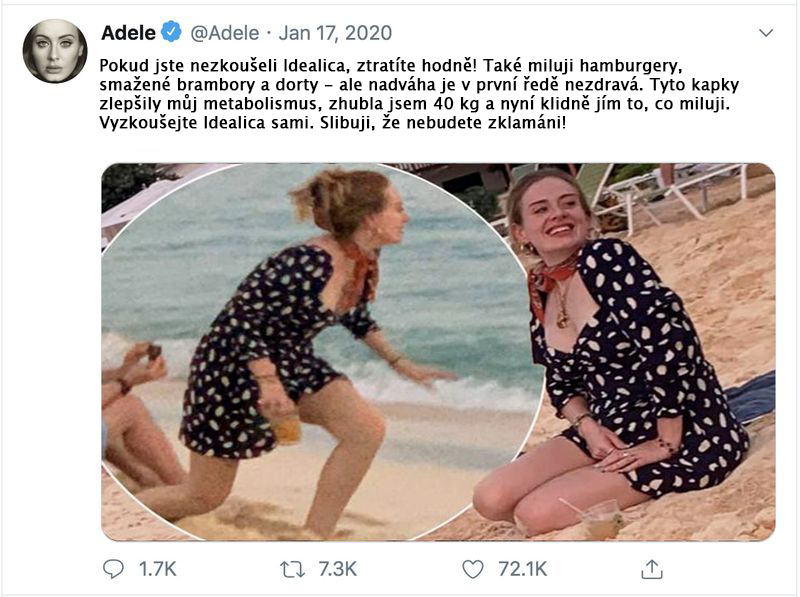 Adele @Adele · Jan 17, 2020
Pokud jste nezkoušeli Idealica, ztratíte hodně! Také miluji hamburgery,
smažené brambory a dorty – ale nadváha je v první ředě nezdravá. Tyto kapky
zlepšily můj metabolismus, zhubla jsem 40 kg a nyní klidně jím to, co miluji.
Vyzkoušejte Idealica sami. Slibuji, že nebudete zklamáni!
1.7K 7.3K 72.1K